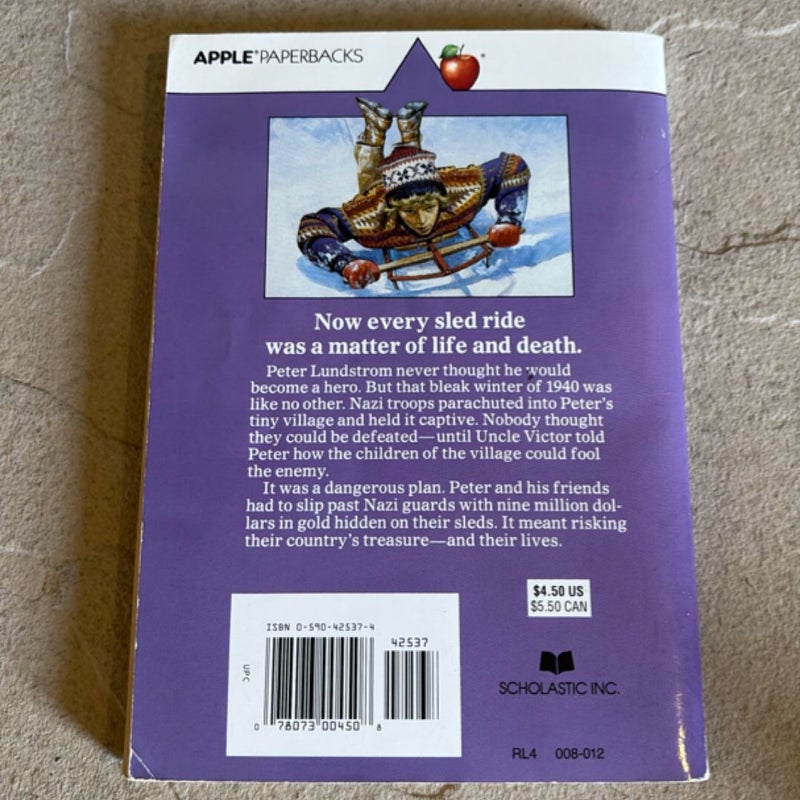 APPLE® PAPERBACKS
Now every sled ride
was a matter of life and death.
Peter Lundstrom never thought he would
become a hero. But that bleak winter of 1940 was
like no other. Nazi troops parachuted into Peter's
tiny village and held it captive. Nobody thought
they could be defeated—until Uncle Victor told
Peter how the children of the village could fool
the enemy.
It was a dangerous plan. Peter and his friends
had to slip past Nazi guards with nine million dol-
lars in gold hidden on their sleds. It meant risking
their country's treasure—and their lives.
$4.50 US
$5.50 CAN
ISBN 0-590-42537-4
42537
UPC
0 78073 00450 8
SCHOLASTIC INC.
RL4 008-012